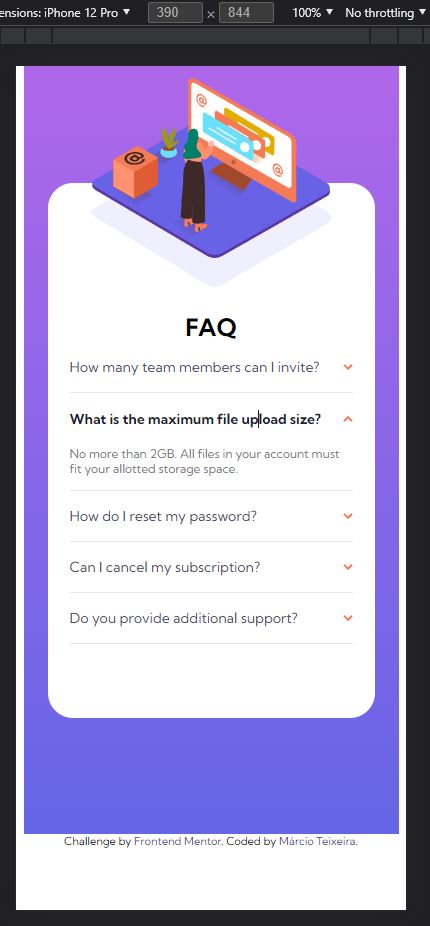 ensions: iPhone 12 Pro ▼ 390 × 844 100% ▼ No throttling ▼
@
@
@
FAQ
How many team members can I invite?
What is the maximum file upload size?
No more than 2GB. All files in your account must
fit your allotted storage space.
How do I reset my password?
Can I cancel my subscription?
Do you provide additional support?
Challenge by Frontend Mentor. Coded by Márcio Teixeira.